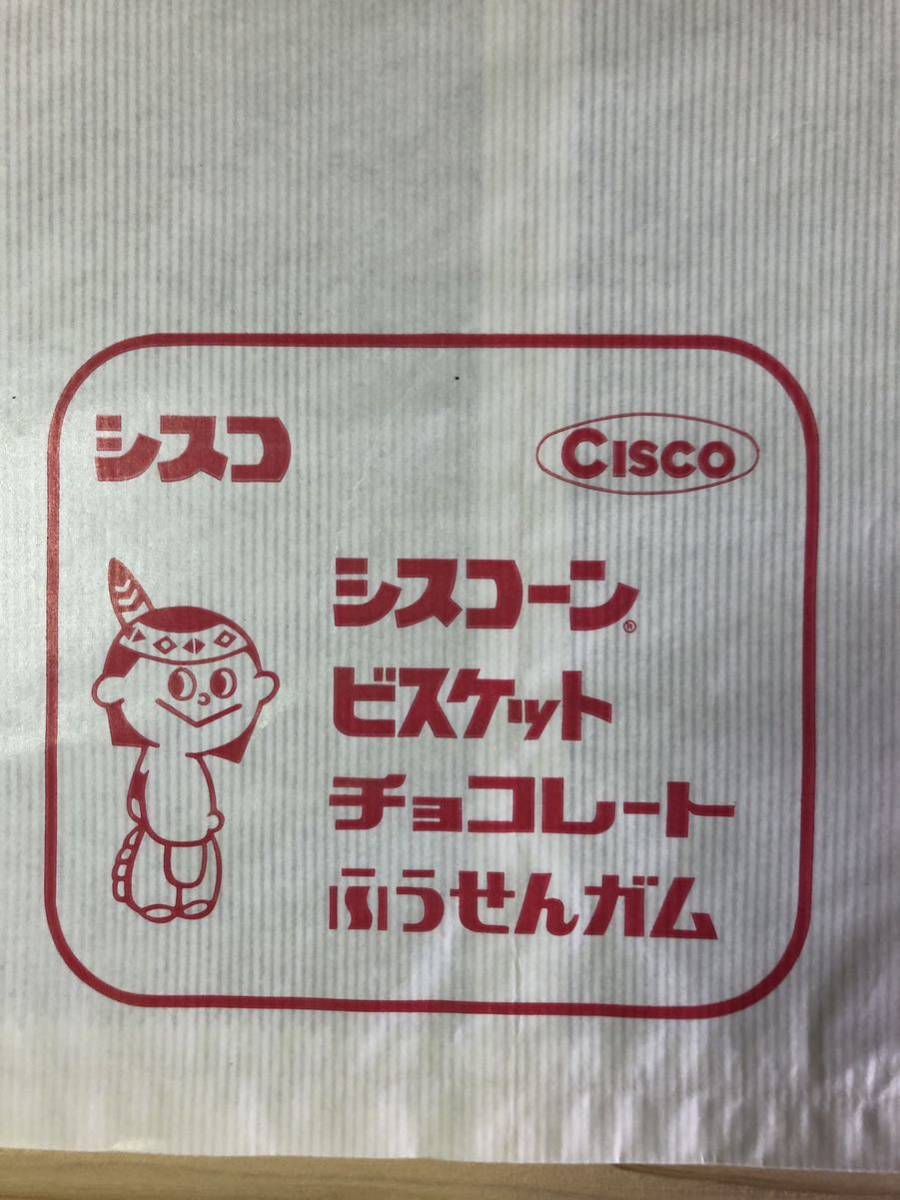 シスコ
CISCO
シスコーン®
ビスケット
チョコレート
ふうせんガム